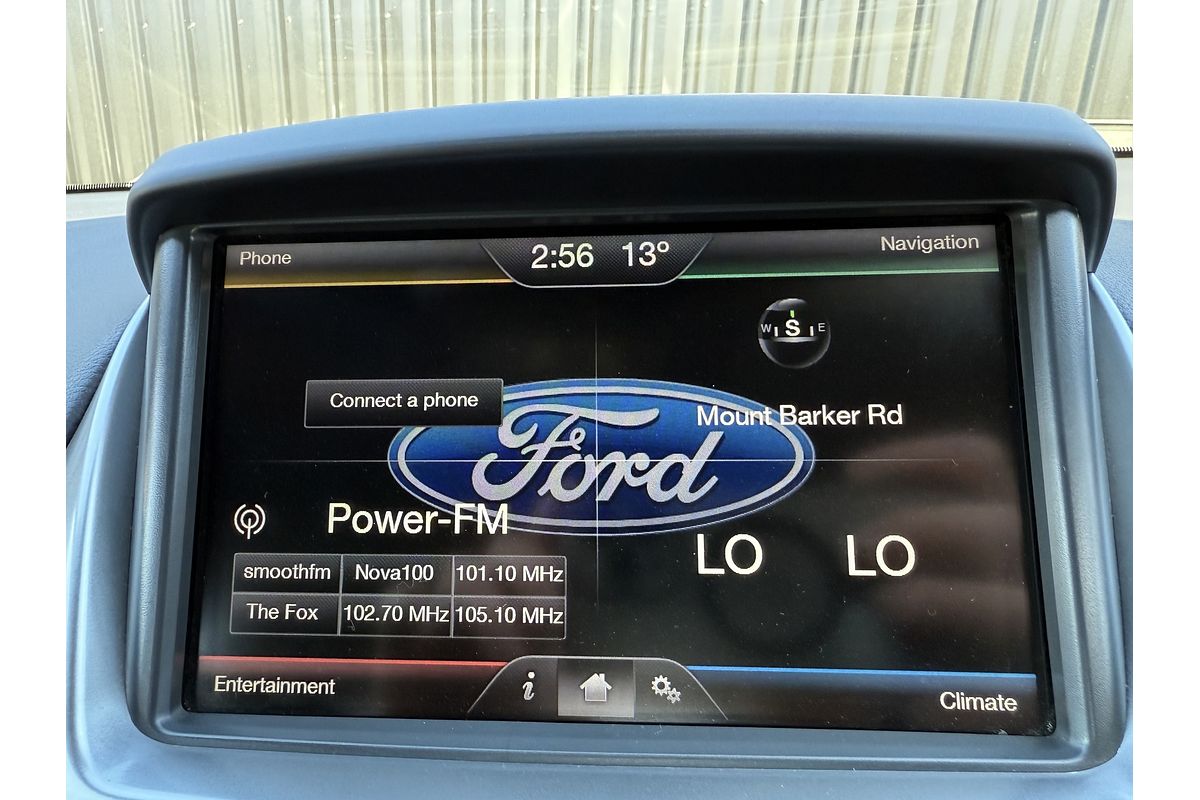 Phone
2:56 13º
Navigation
W S E
Connect a phone
Mount Barker Rd
Ford
Power-FM
LO LO
smoothfm Nova100 101.10 MHz
The Fox 102.70 MHz 105.10 MHz
Entertainment
i
Climate